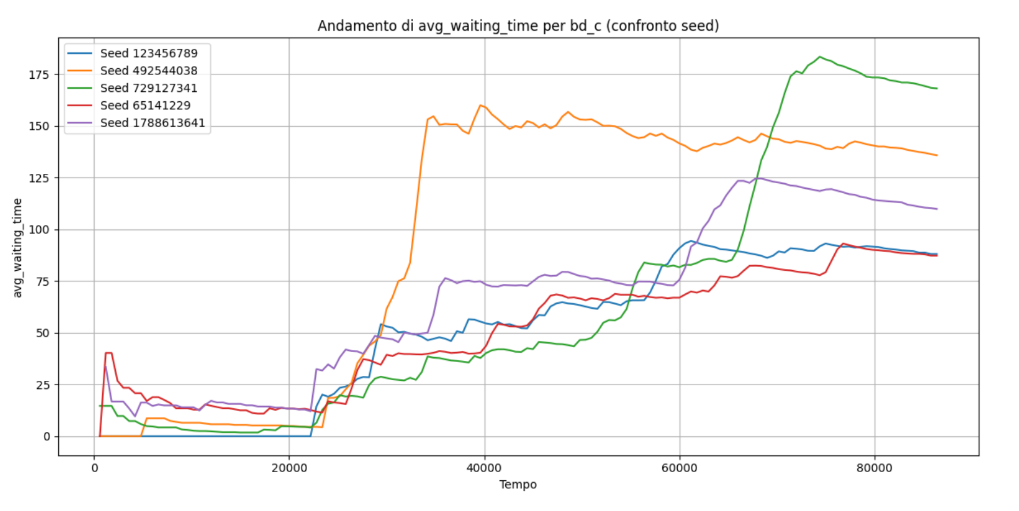 Andamento di avg_waiting_time per bd_c (confronto seed)
Seed 123456789
Seed 492544038
Seed 729127341
Seed 65141229
Seed 1788613641
175
150
125
100
75
50
25
0
avg_waiting_time
0 20000 40000 60000 80000
Tempo